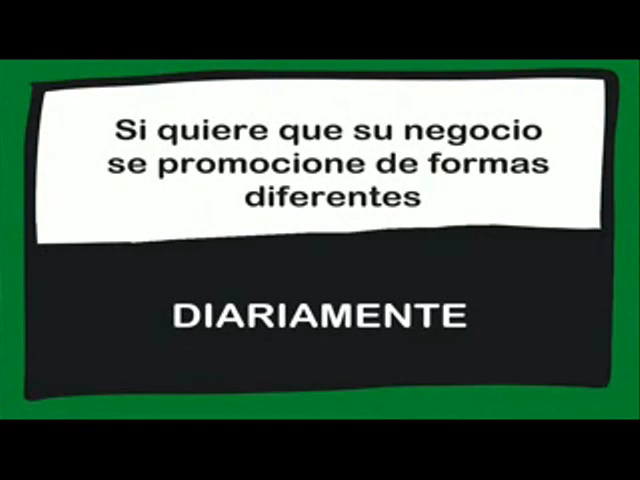 Si quiere que su negocio
se promocione de formas
diferentes
DIARIAMENTE